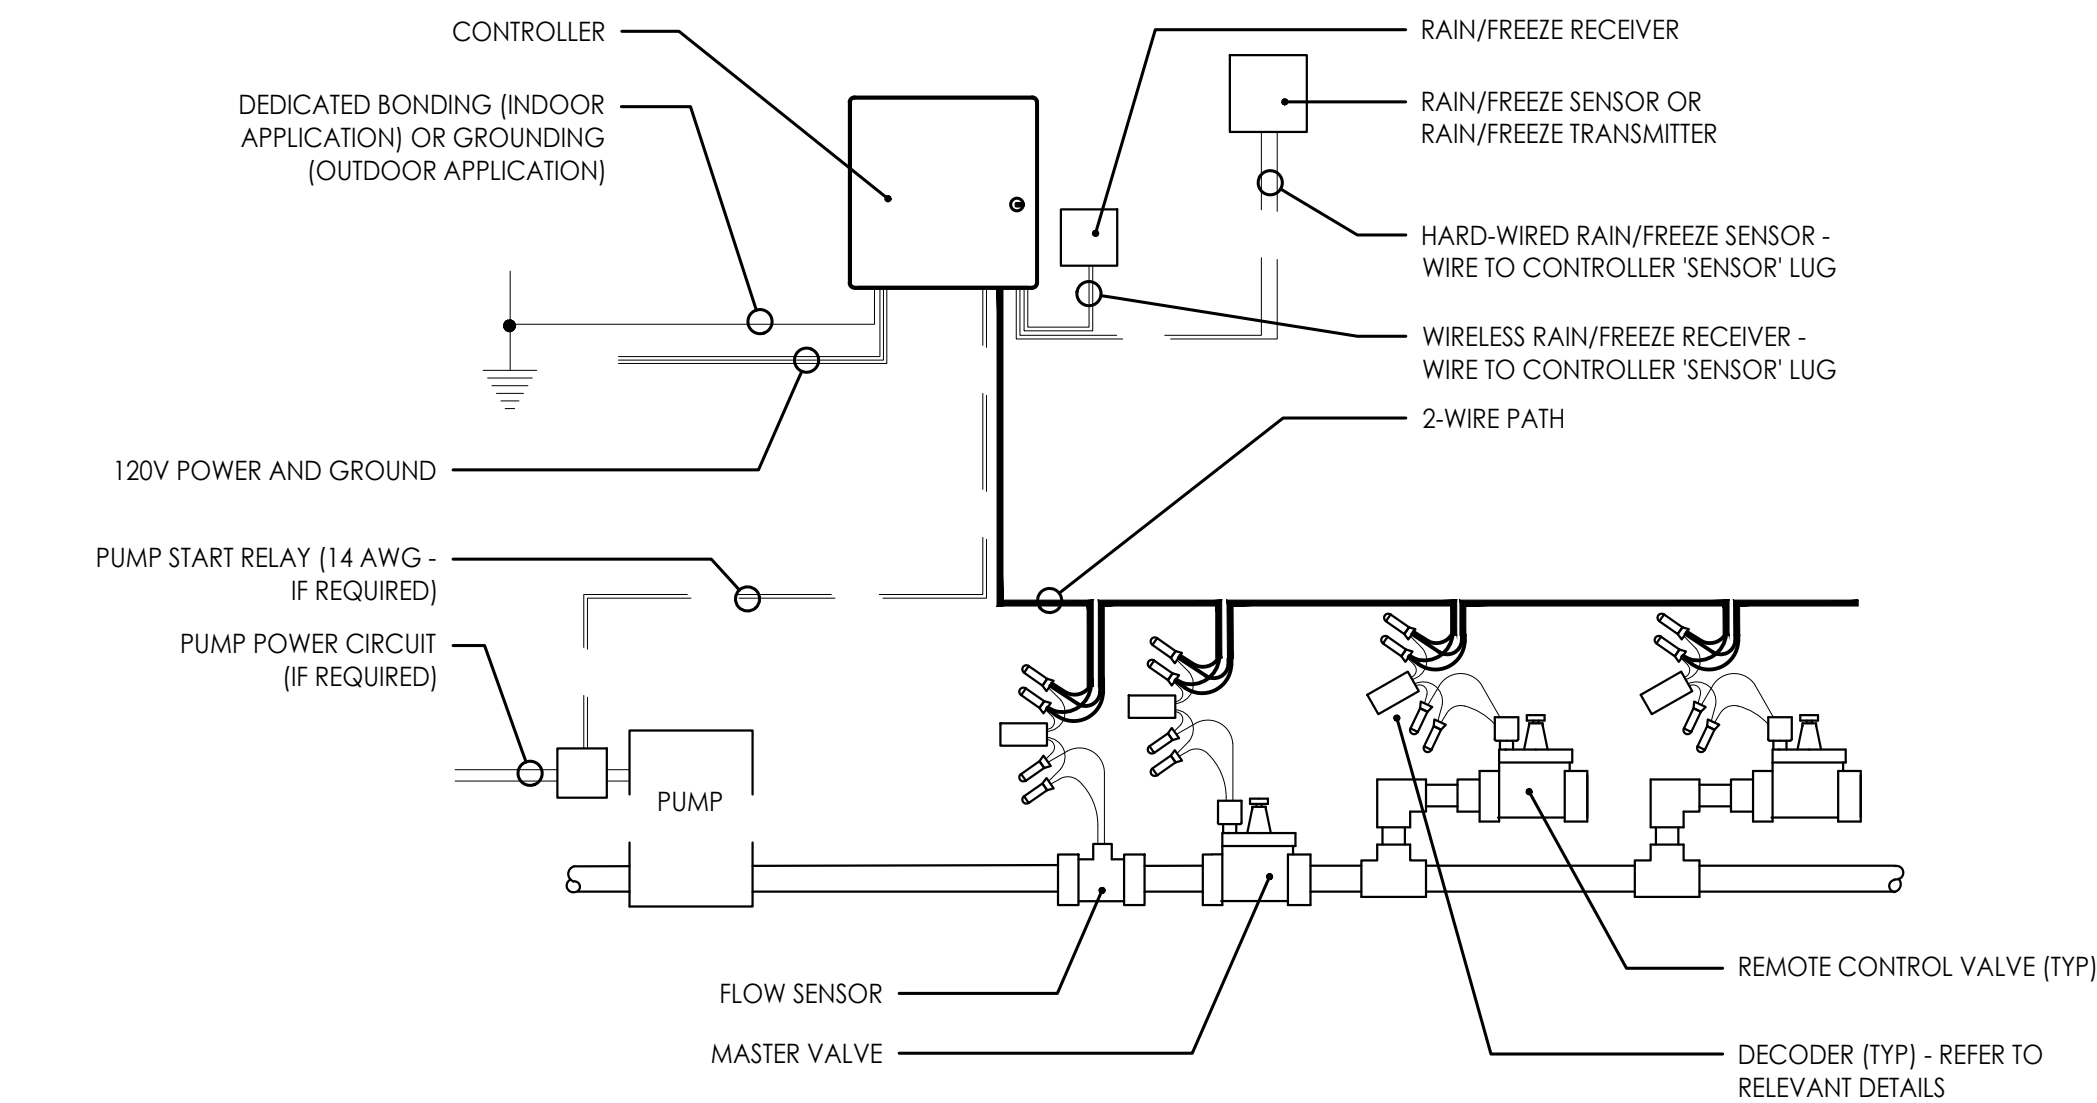 CONTROLLER
DEDICATED BONDING (INDOOR
APPLICATION) OR GROUNDING
(OUTDOOR APPLICATION)
120V POWER AND GROUND
PUMP START RELAY (14 AWG -
IF REQUIRED)
PUMP POWER CIRCUIT
(IF REQUIRED)
PUMP
FLOW SENSOR
MASTER VALVE
RAIN/FREEZE RECEIVER
RAIN/FREEZE SENSOR OR
RAIN/FREEZE TRANSMITTER
HARD-WIRED RAIN/FREEZE SENSOR -
WIRE TO CONTROLLER 'SENSOR' LUG
WIRELESS RAIN/FREEZE RECEIVER -
WIRE TO CONTROLLER 'SENSOR' LUG
2-WIRE PATH
REMOTE CONTROL VALVE (TYP)
DECODER (TYP) - REFER TO
RELEVANT DETAILS